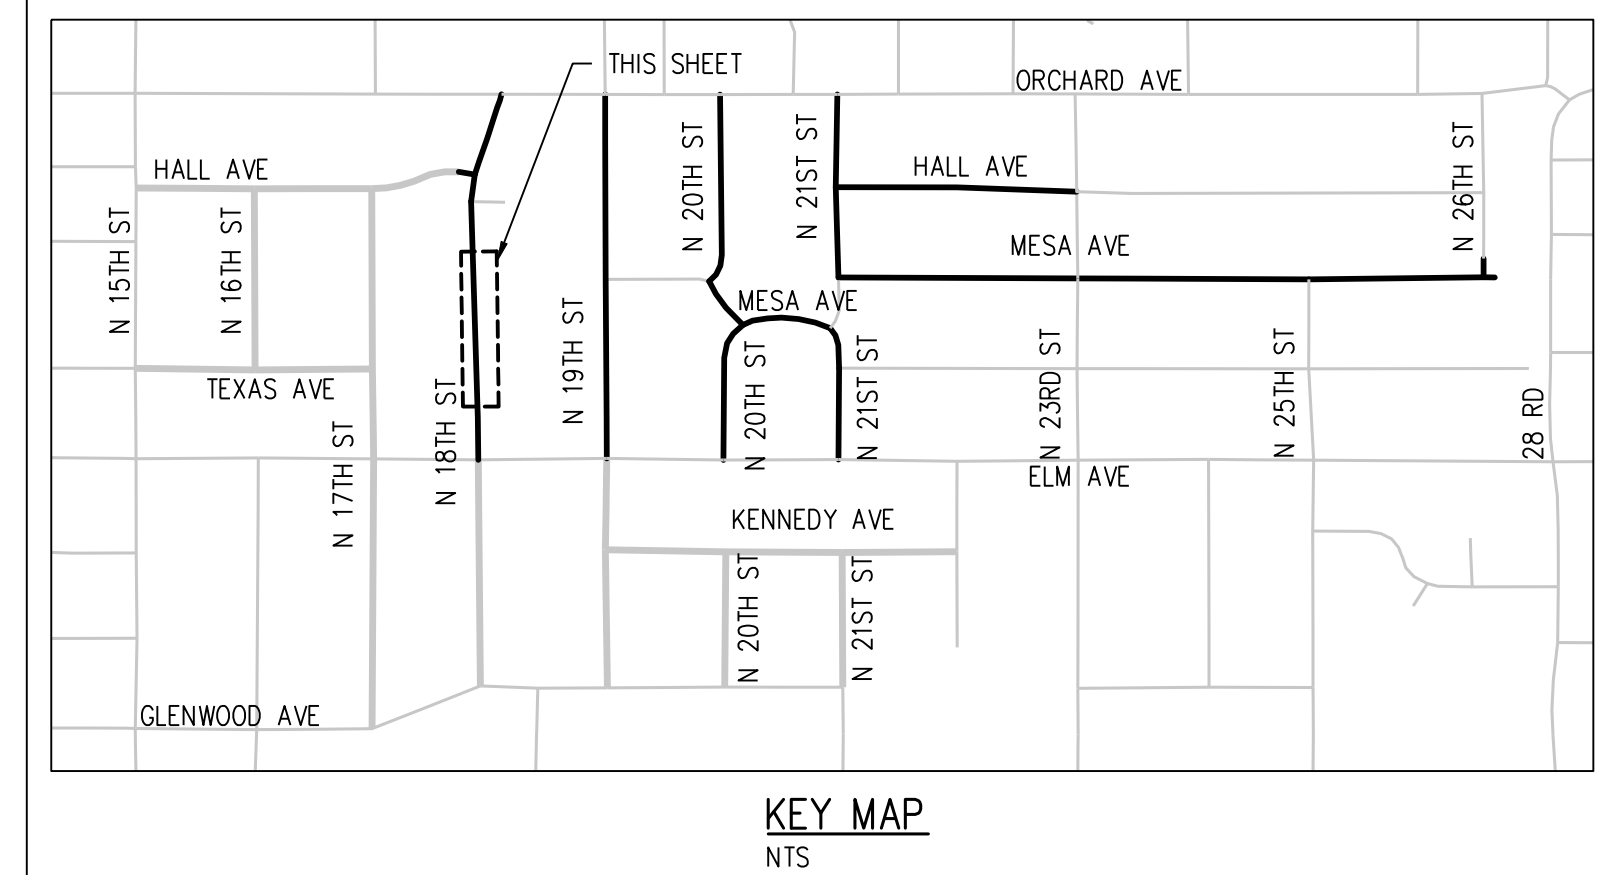 THIS SHEET
ORCHARD AVE
HALL AVE
HALL AVE
N 15TH ST
N 16TH ST
N 20TH ST
N 21ST ST
N 26TH ST
MESA AVE
MESA AVE
N 19TH ST
TEXAS AVE
N 17TH ST
N 18TH ST
N 20TH ST
N 21ST ST
N 23RD ST
N 25TH ST
28 RD
ELM AVE
KENNEDY AVE
N 20TH ST
N 21ST ST
GLENWOOD AVE
KEY MAP
NTS